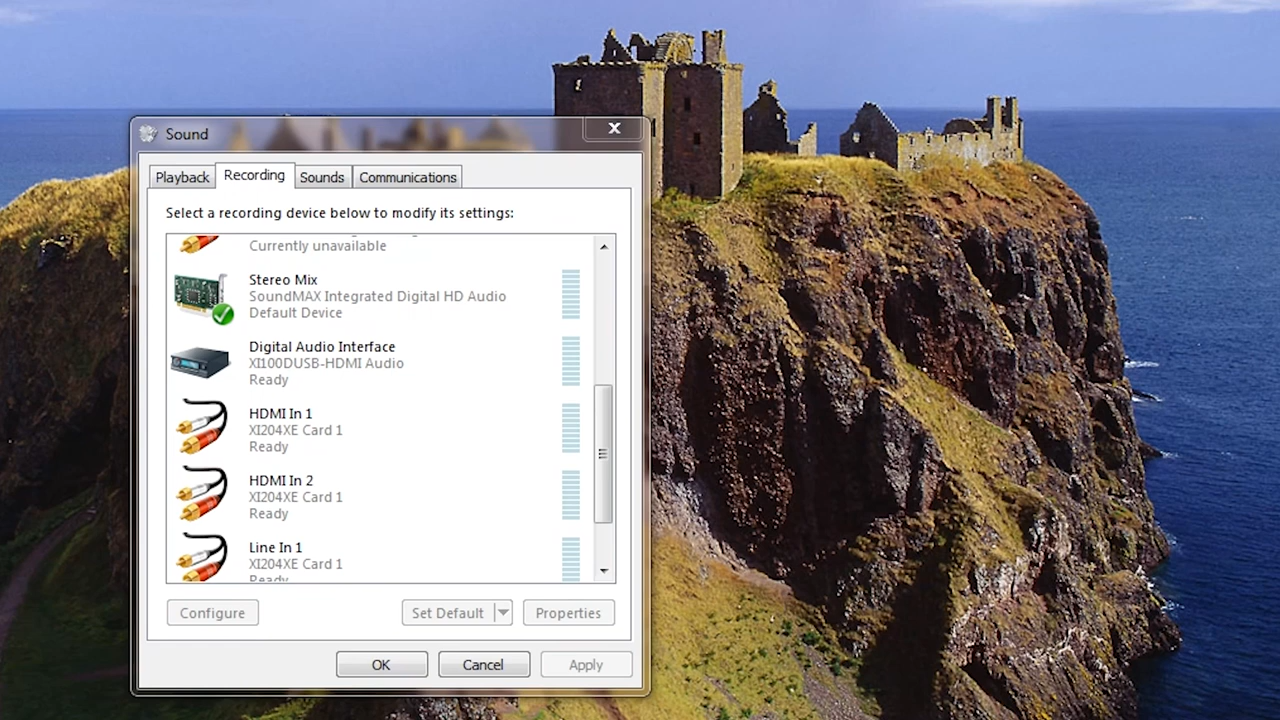 Sound
Playback
Recording
Sounds
Communications
Select a recording device below to modify its settings:
Currently unavailable
Stereo Mix
SoundMAX Integrated Digital HD Audio
Default Device
Digital Audio Interface
XI100DUSB-HDMI Audio
Ready
HDMI In 1
XI204XE Card 1
Ready
HDMI In 2
XI204XE Card 1
Ready
Line In 1
XI204XE Card 1
Ready
Configure
Set Default
Properties
OK
Cancel
Apply